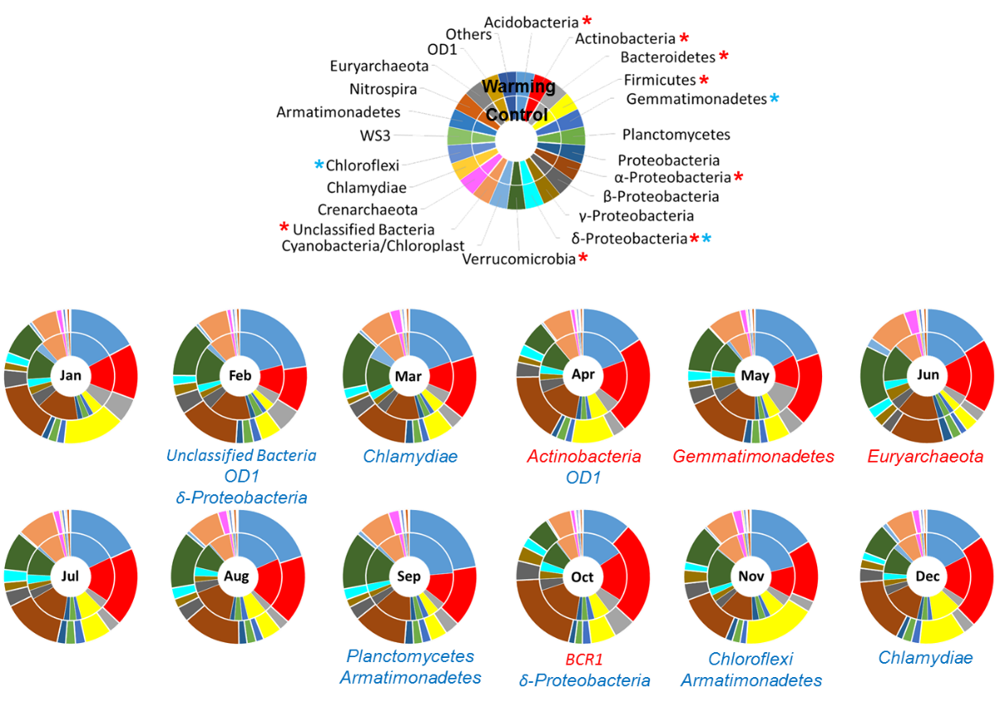 Acidobacteria *
Others
Actinobacteria *
OD1
Bacteroidetes *
Euryarchaeota
Firmicutes *
Warming
Nitrospira
Gemmatimonadetes *
Control
Armatimonadetes
WS3
Planctomycetes
Proteobacteria
* Chloroflexi
α-Proteobacteria *
Chlamydiae
β-Proteobacteria
Crenarchaeota
γ-Proteobacteria
* Unclassified Bacteria
δ-Proteobacteria * *
Cyanobacteria/Chloroplast
Verrucomicrobia *
Jan
Feb
Mar
Apr
May
Jun
Unclassified Bacteria
OD1
δ-Proteobacteria
Chlamydiae
Actinobacteria
OD1
Gemmatimonadetes
Euryarchaeota
Jul
Aug
Sep
Oct
Nov
Dec
Planctomycetes
Armatimonadetes
BCR1
δ-Proteobacteria
Chloroflexi
Armatimonadetes
Chlamydiae